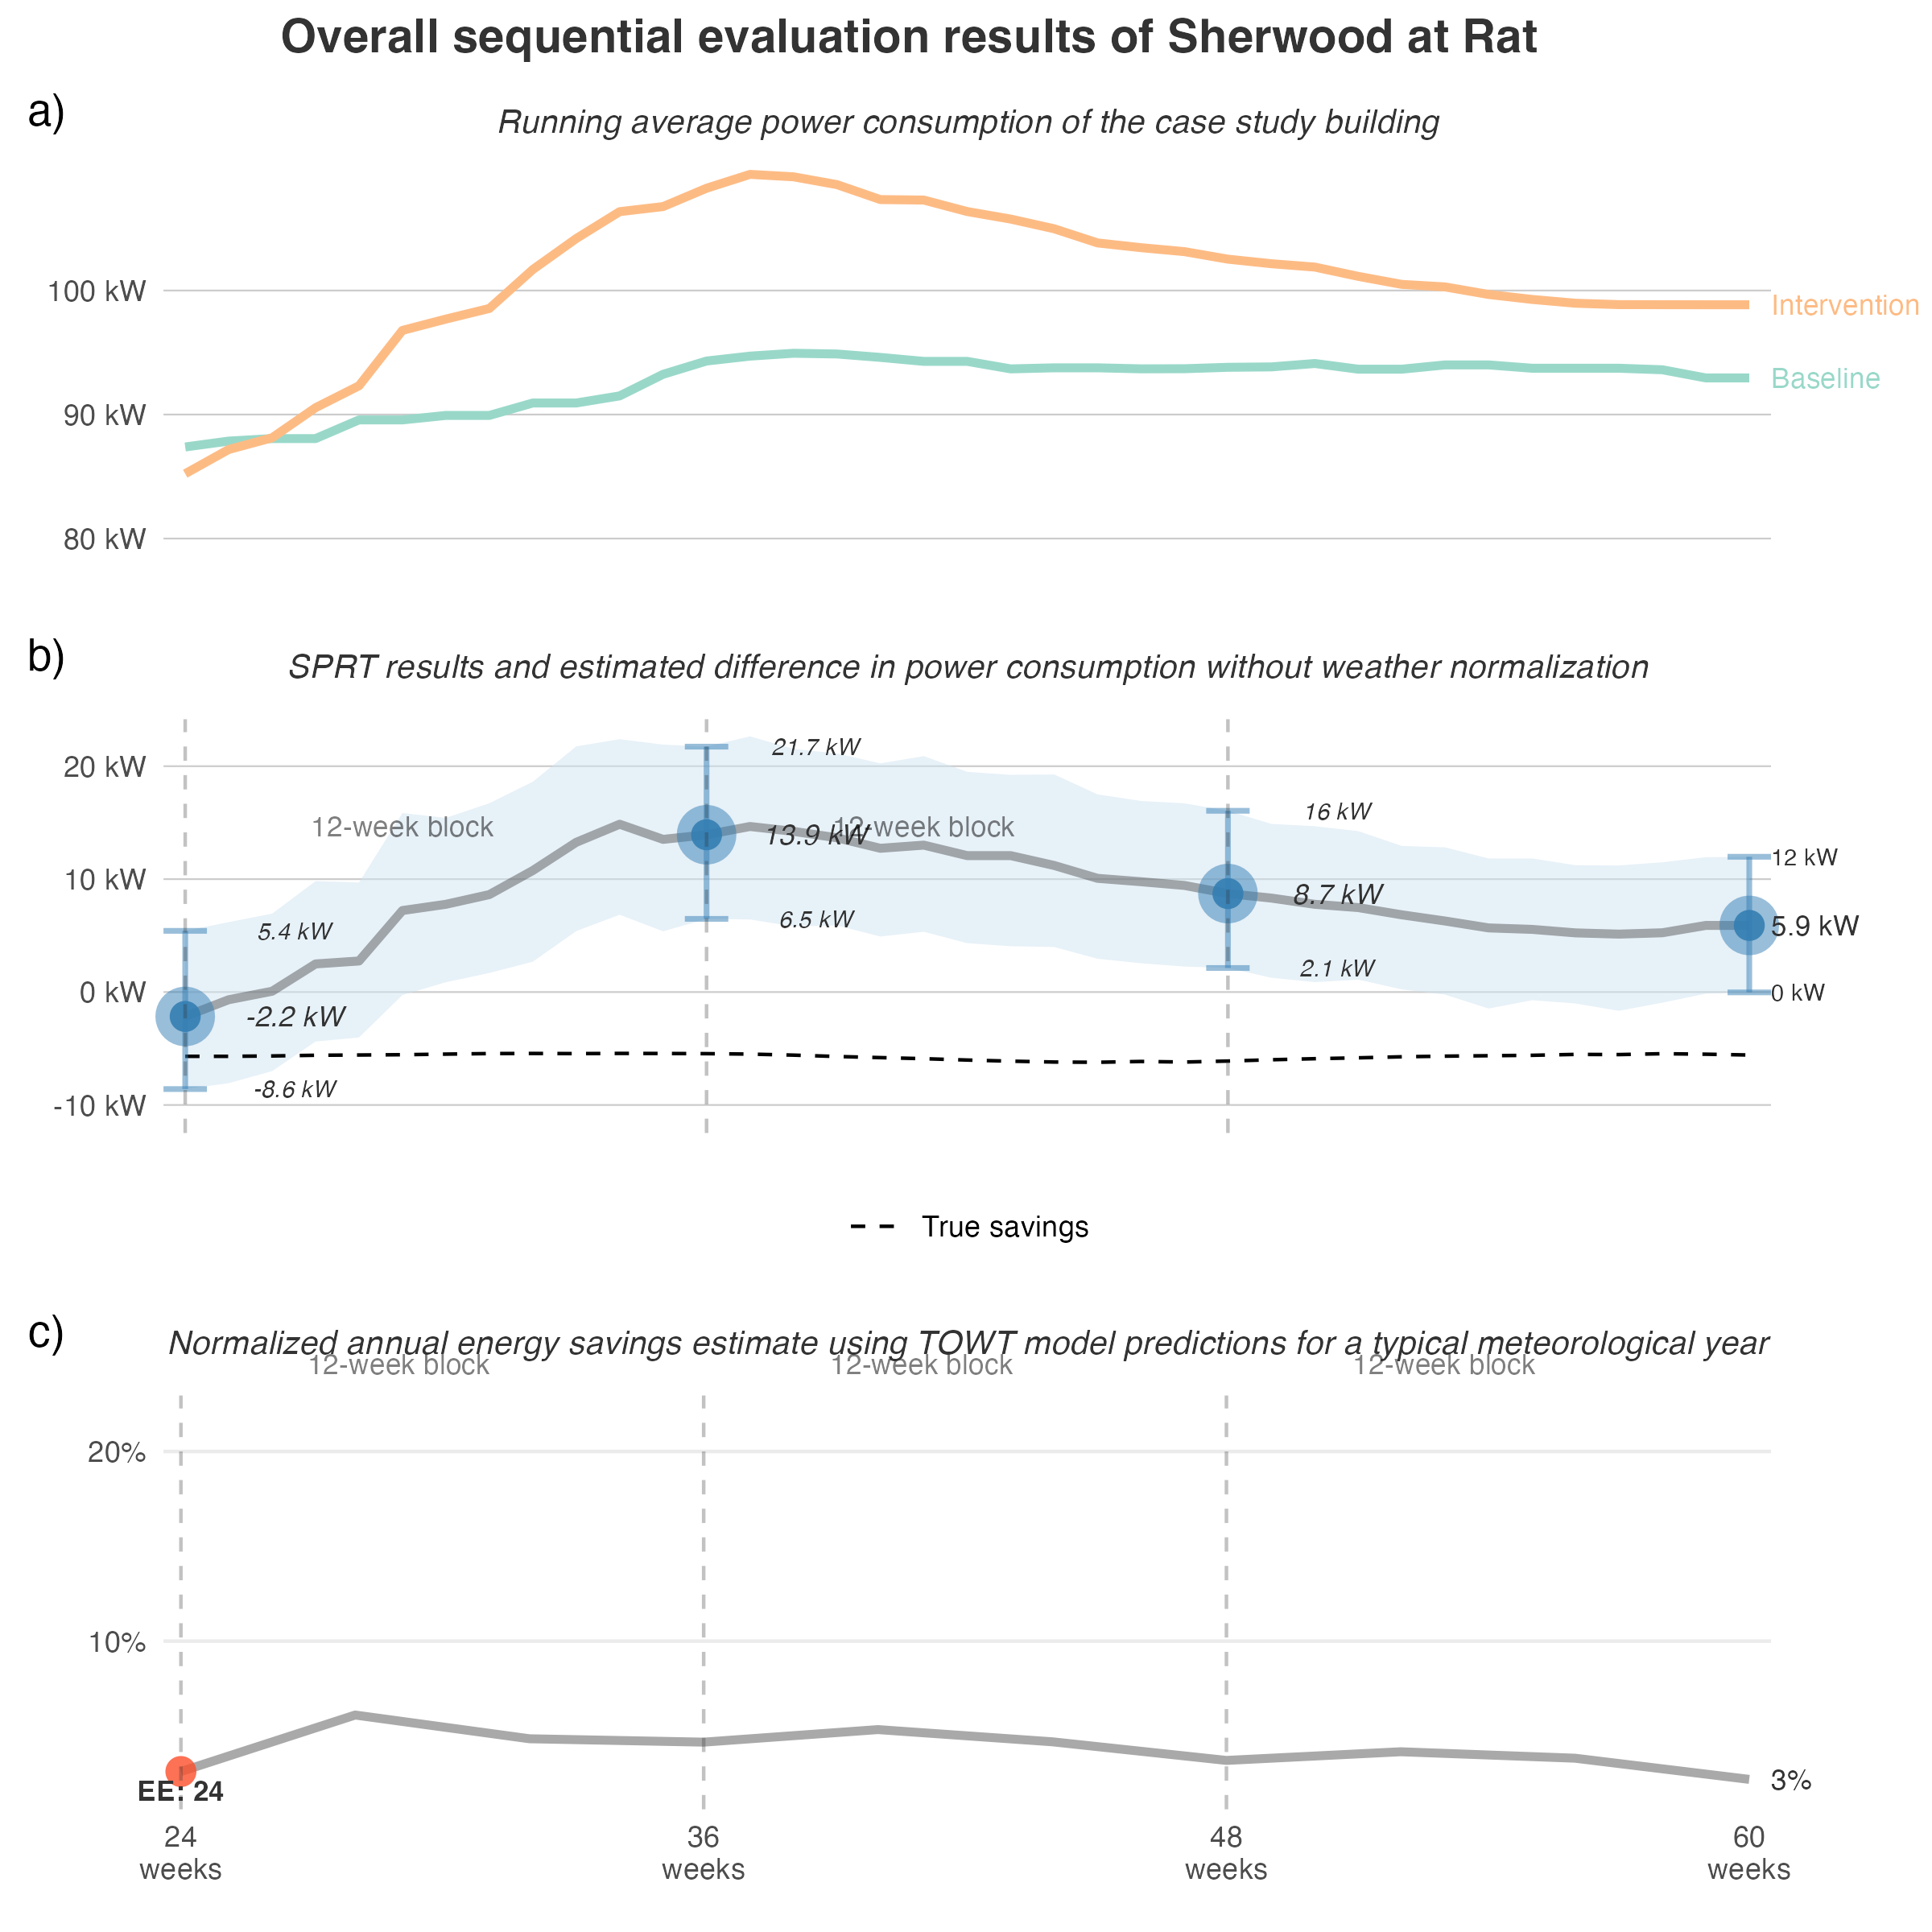 Overall sequential evaluation results of Sherwood at Rat
a)
Running average power consumption of the case study building
100 kW
90 kW
80 kW
Intervention
Baseline
b)
SPRT results and estimated difference in power consumption without weather normalization
20 kW
10 kW
0 kW
-10 kW
12-week block
12-week block
21.7 kW
13.9 kW
6.5 kW
16 kW
8.7 kW
2.1 kW
12 kW
5.9 kW
0 kW
5.4 kW
-2.2 kW
-8.6 kW
True savings
c)
Normalized annual energy savings estimate using TOWT model predictions for a typical meteorological year
12-week block
12-week block
12-week block
20%
10%
EE: 24
3%
24
weeks
36
weeks
48
weeks
60
weeks